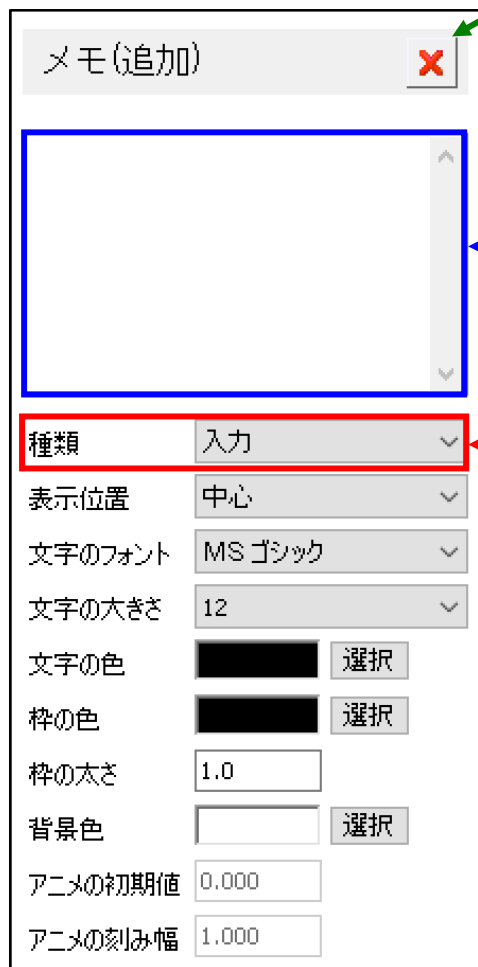 メモ(追加)
種類 入力
表示位置 中心
文字のフォント MS ゴシック
文字の大きさ 12
文字の色 選択
枠の色 選択
枠の太さ 1.0
背景色 選択
アニメの初期値 0.000
アニメの刻み幅 1.000